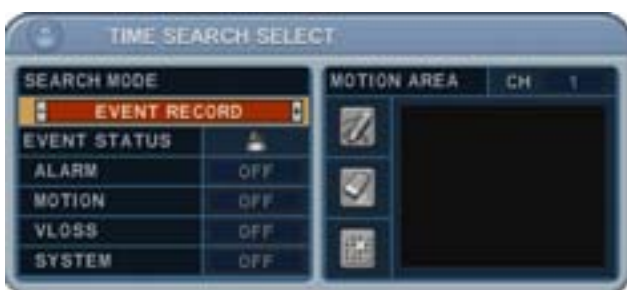 TIME SEARCH SELECT
SEARCH MODE
EVENT RECORD
EVENT STATUS
ALARM OFF
MOTION OFF
VLOSS OFF
SYSTEM OFF
MOTION AREA CH 1